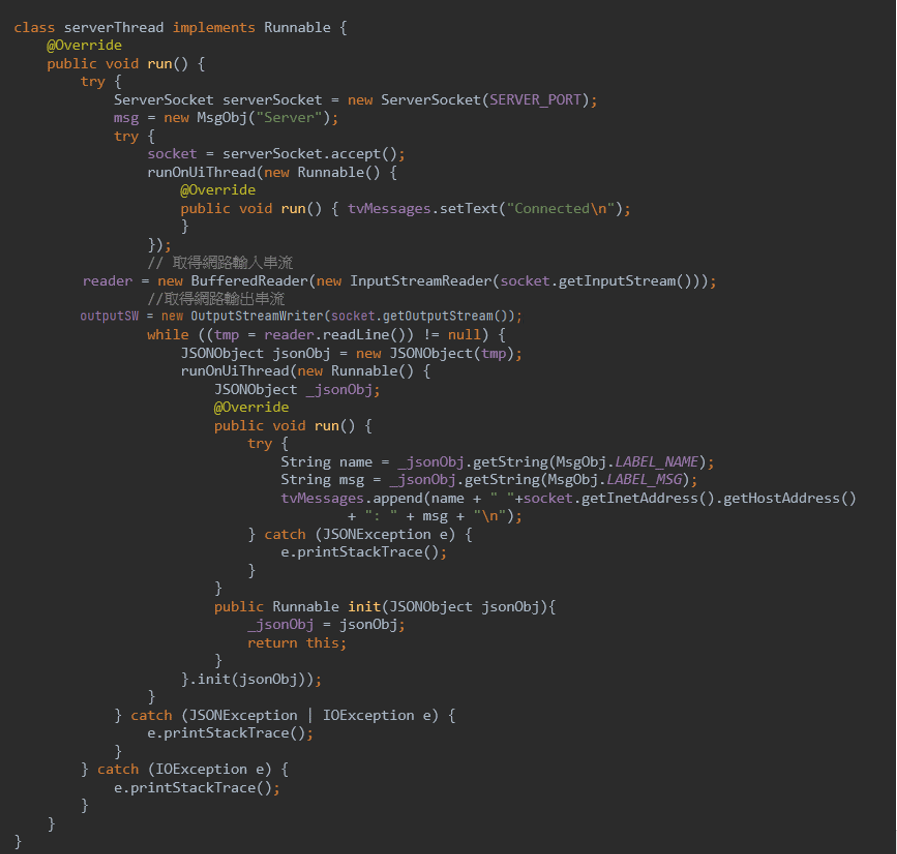 class serverThread implements Runnable {
    @Override
    public void run() {
        try {
            ServerSocket serverSocket = new ServerSocket(SERVER_PORT);
            msg = new MsgObj("Server");
            try {
                socket = serverSocket.accept();
                runOnUiThread(new Runnable() {
                    @Override
                    public void run() { tvMessages.setText("Connected\n");
                    }
                });
                // 取得網路輸入串流
        reader = new BufferedReader(new InputStreamReader(socket.getInputStream()));
                //取得網路輸出串流
        outputSW = new OutputStreamWriter(socket.getOutputStream());
                while ((tmp = reader.readLine()) != null) {
                    JSONObject jsonObj = new JSONObject(tmp);
                    runOnUiThread(new Runnable() {
                        JSONObject _jsonObj;
                        @Override
                        public void run() {
                            try {
                                String name = _jsonObj.getString(MsgObj.LABEL_NAME);
                                String msg = _jsonObj.getString(MsgObj.LABEL_MSG);
                                tvMessages.append(name + " "+socket.getInetAddress().getHostAddress()
                                        + ": " + msg + "\n");
                            } catch (JSONException e) {
                                e.printStackTrace();
                            }
                        }
                        public Runnable init(JSONObject jsonObj){
                            _jsonObj = jsonObj;
                            return this;
                        }
                    }.init(jsonObj));
                }
            } catch (JSONException | IOException e) {
                e.printStackTrace();
            }
        } catch (IOException e) {
            e.printStackTrace();
        }
    }
}